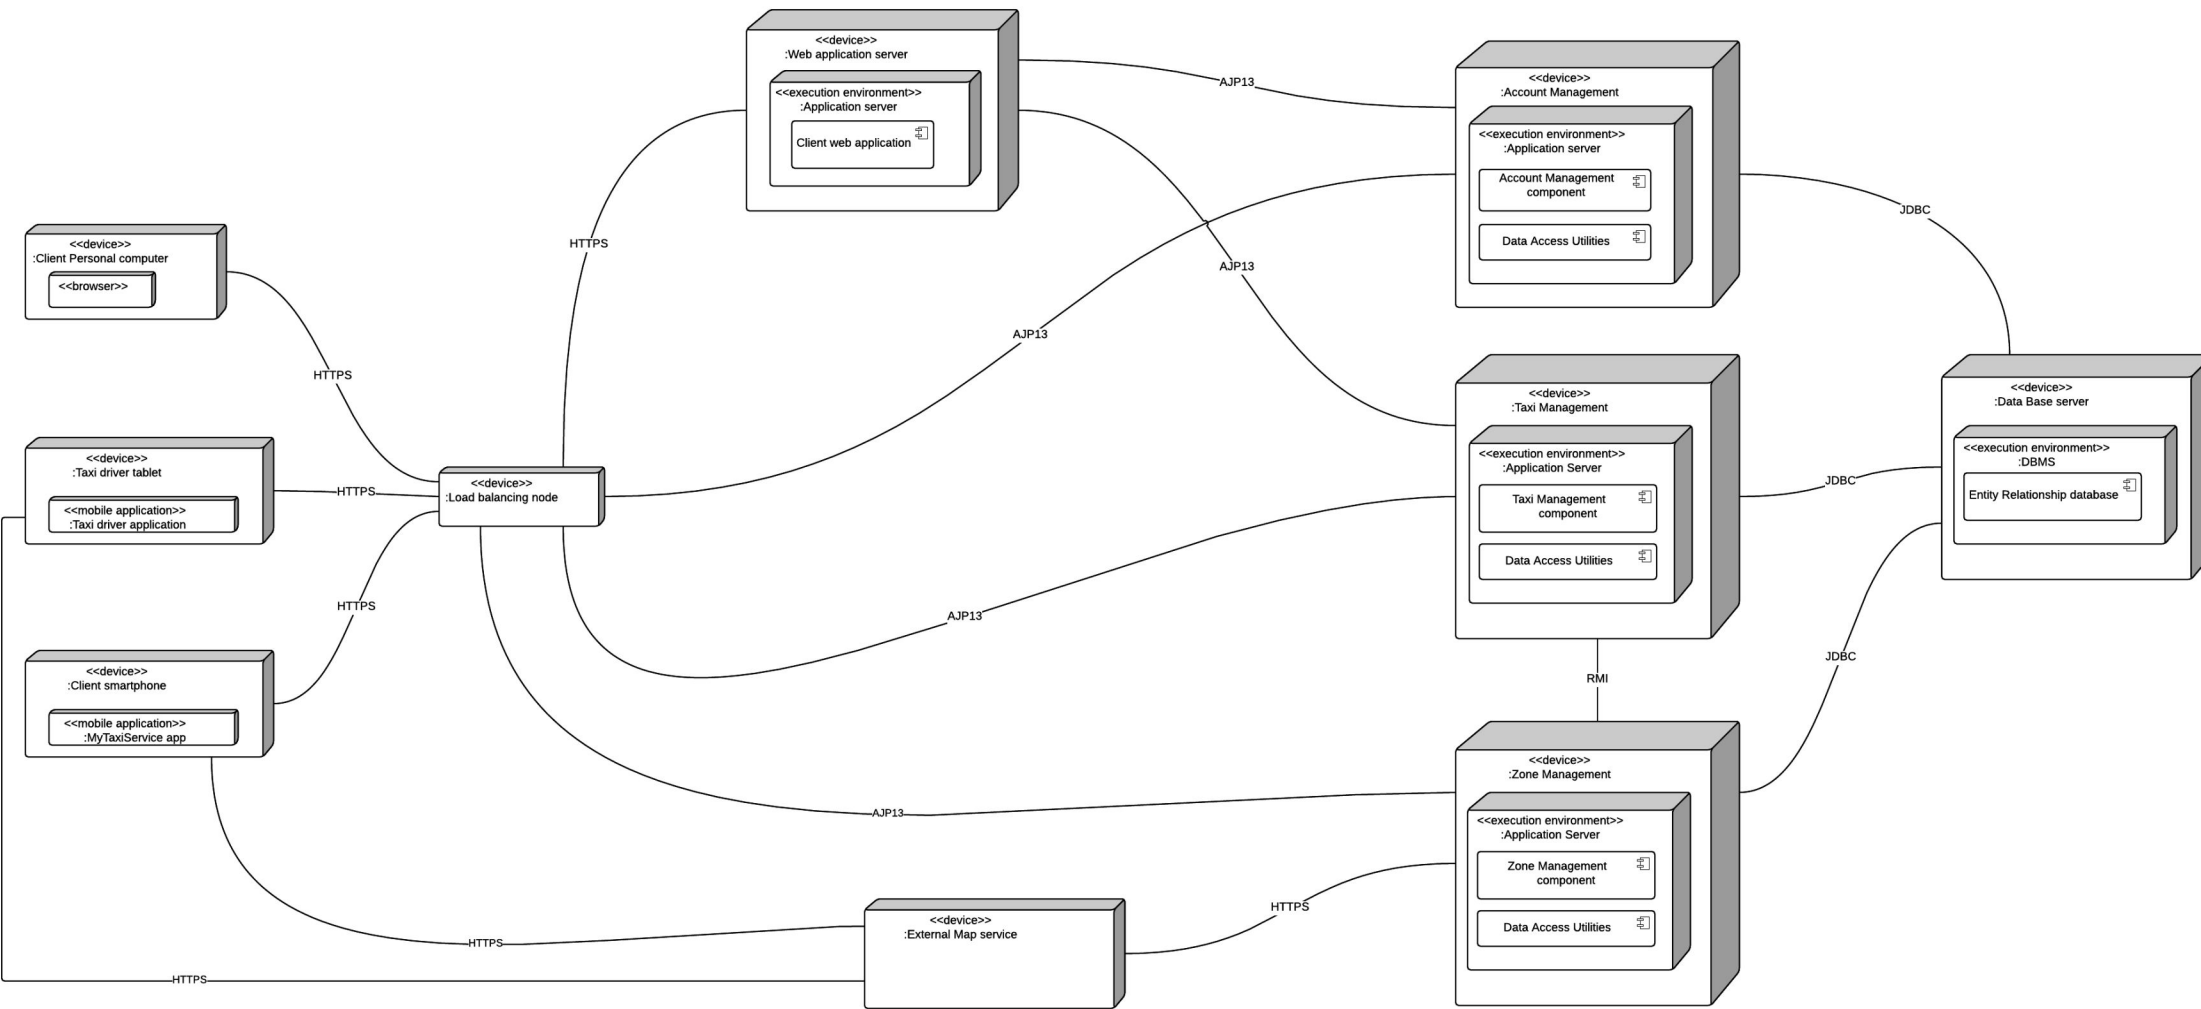 <<device>>
:Web application server
<<execution environment>>
:Application server
Client web application
<<device>>
:Account Management
<<execution environment>>
:Application server
Account Management
component
Data Access Utilities
<<device>>
:Client Personal computer
<<browser>>
<<device>>
:Taxi driver tablet
<<mobile application>>
:Taxi driver application
<<device>>
:Client smartphone
<<mobile application>>
:MyTaxiService app
<<device>>
:Load balancing node
<<device>>
:Taxi Management
<<execution environment>>
:Application Server
Taxi Management
component
Data Access Utilities
<<device>>
:Data Base server
<<execution environment>>
:DBMS
Entity Relationship database
<<device>>
:Zone Management
<<execution environment>>
:Application Server
Zone Management
component
Data Access Utilities
<<device>>
:External Map service
HTTPS
HTTPS
HTTPS
HTTPS
HTTPS
HTTPS
HTTPS
AJP13
AJP13
AJP13
AJP13
AJP13
JDBC
JDBC
JDBC
RMI